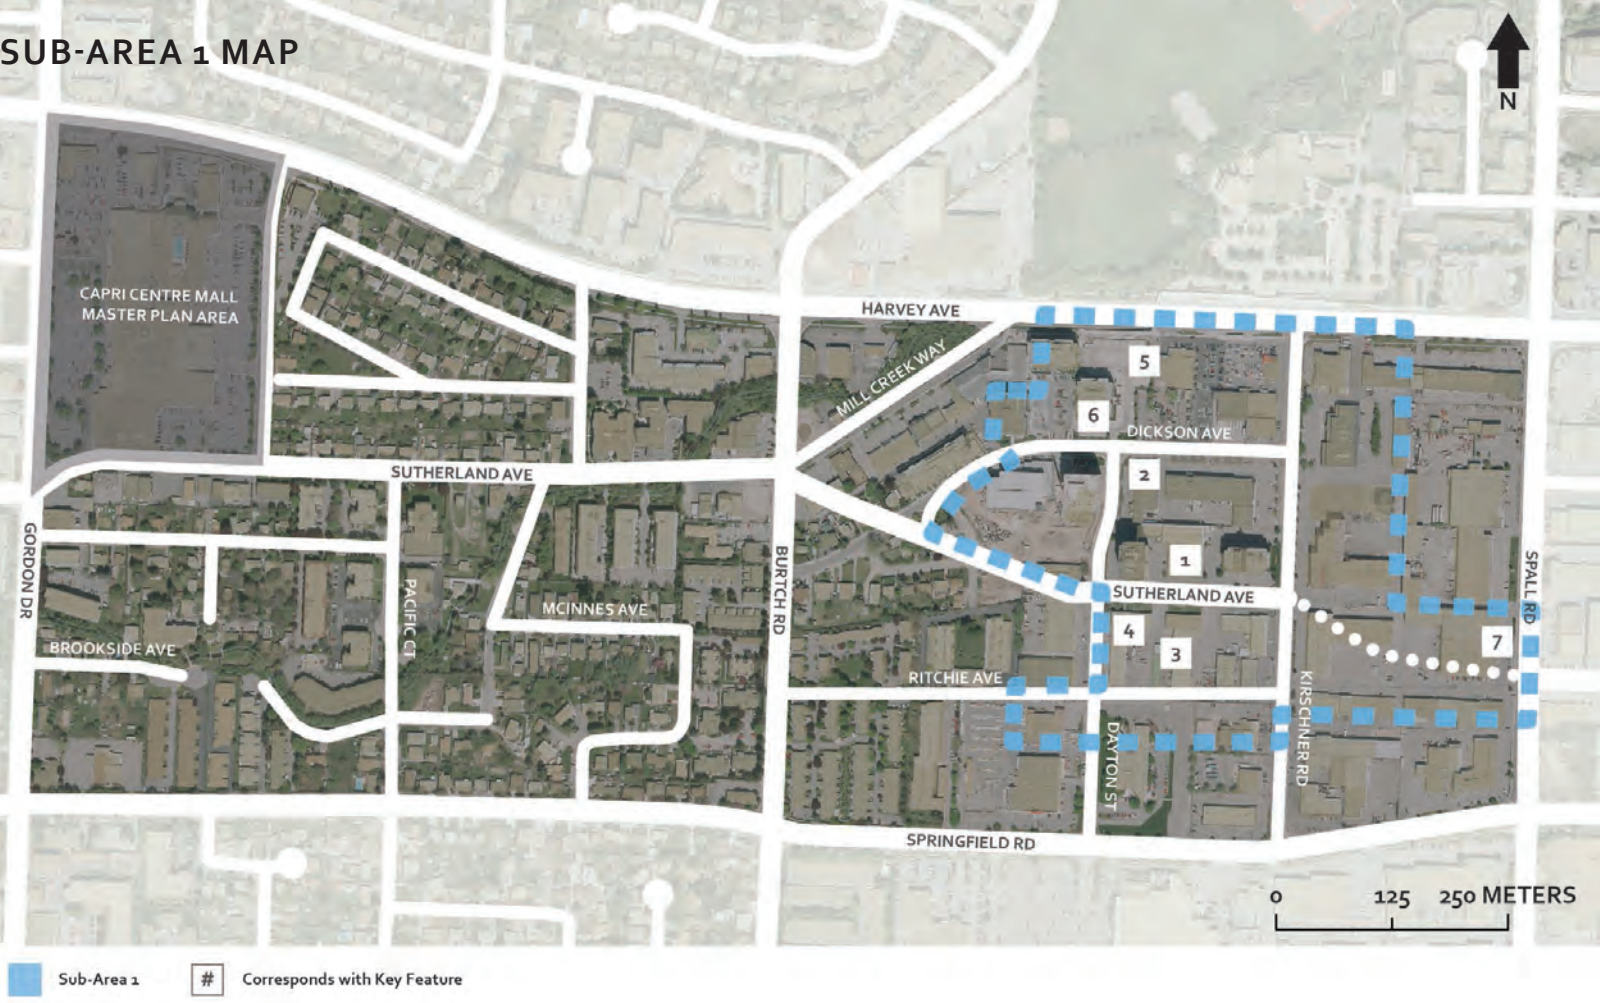 SUB-AREA 1 MAP
N
CAPRI CENTRE MALL
MASTER PLAN AREA
HARVEY AVE
MILL CREEK WAY
5
6
DICKSON AVE
SUTHERLAND AVE
2
1
GORDON DR
BURTCH RD
SPALL RD
PACIFIC CT
MCINNES AVE
SUTHERLAND AVE
4
3
7
BROOKSIDE AVE
RITCHIE AVE
KIRSCHNER RD
DAYTON ST
SPRINGFIELD RD
0 125 250 METERS
Sub-Area 1
# Corresponds with Key Feature